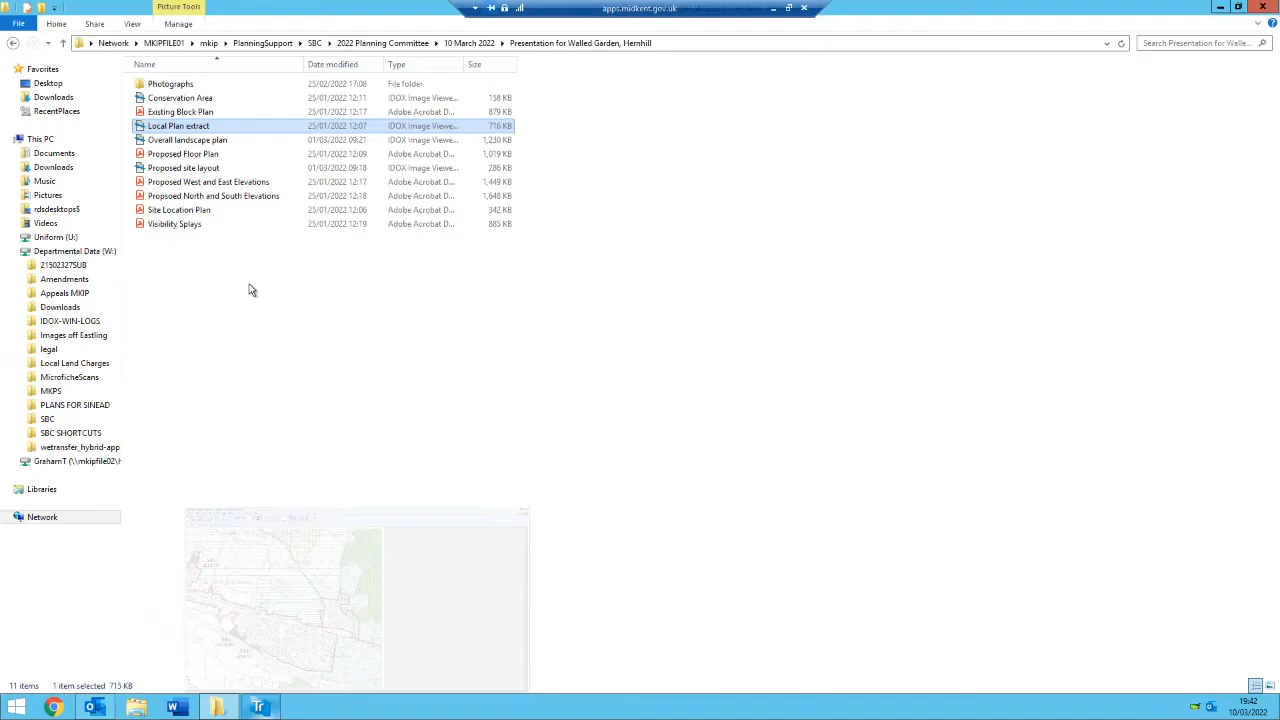 Picture Tools
apps.midkent.gov.uk
File Home Share View Manage
Network MKIPFILE01 mkip PlanningSupport SBC 2022 Planning Committee 10 March 2022 Presentation for Walled Garden, Hernhill
Search Presentation for Walle...
Name Date modified Type Size
Photographs 25/02/2022 17:08 File folder
Conservation Area 25/01/2022 12:11 IDOX Image Viewe... 158 KB
Existing Block Plan 25/01/2022 12:17 Adobe Acrobat D... 879 KB
Local Plan extract 25/01/2022 12:07 IDOX Image Viewe... 716 KB
Overall landscape plan 01/03/2022 09:21 IDOX Image Viewe... 1,230 KB
Proposed Floor Plan 25/01/2022 12:09 Adobe Acrobat D... 1,019 KB
Proposed site layout 01/03/2022 09:18 IDOX Image Viewe... 286 KB
Proposed West and East Elevations 25/01/2022 12:17 Adobe Acrobat D... 1,449 KB
Proposed North and South Elevations 25/01/2022 12:18 Adobe Acrobat D... 1,648 KB
Site Location Plan 25/01/2022 12:06 Adobe Acrobat D... 342 KB
Visibility Splays 25/01/2022 12:19 Adobe Acrobat D... 885 KB
Favorites
Desktop
Downloads
RecentPlaces
This PC
Documents
Downloads
Music
Pictures
rdsdesktops$
Videos
Uniform (U:)
Departmental Data (W:)
21502327SUB
Amendments
Appeals MKIP
Downloads
IDOX-WIN-LOGS
Images off Eastling
legal
Local Land Charges
MicroficheScans
MKPS
PLANS FOR SINEAD
SBC
SBC SHORTCUTS
wetransfer_hybrid-app
GrahamT (\\mkipfile02\h
Libraries
Network
11 items 1 item selected 715 KB
19:42
10/03/2022